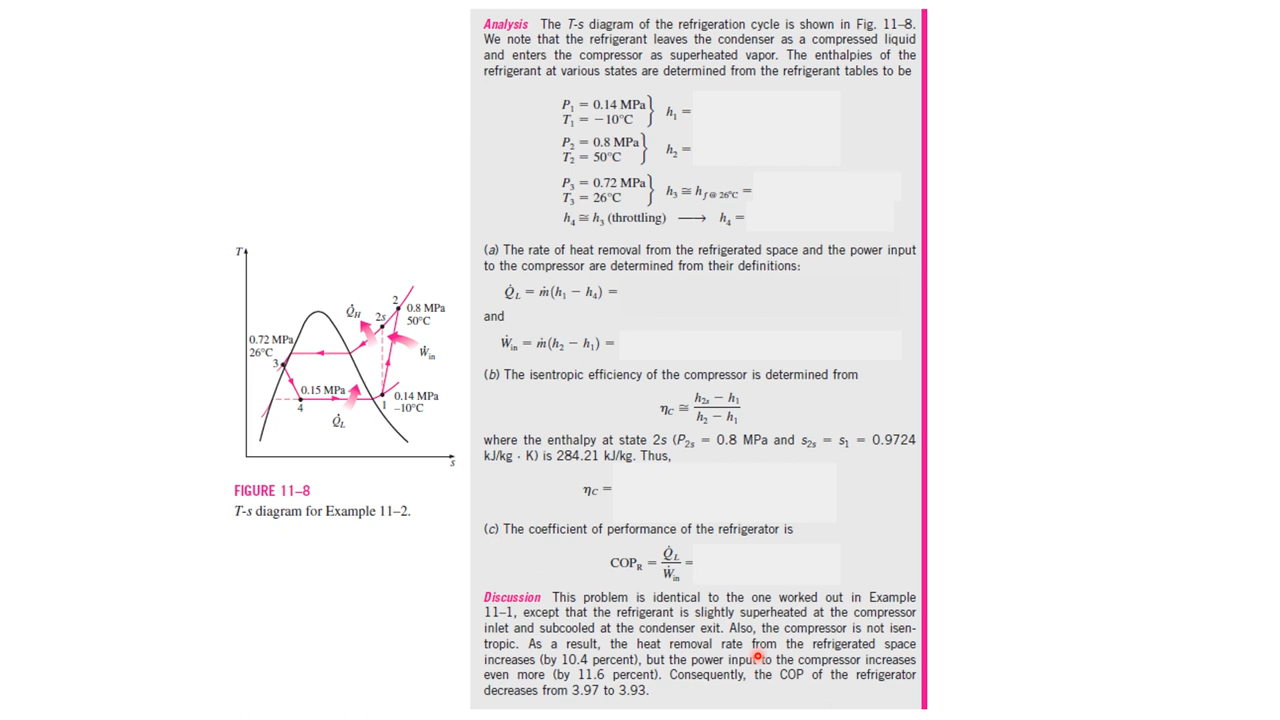 T
Q̇H
2
2s
0.8 MPa
50°C
0.72 MPa
26°C
3
Ẇin
0.15 MPa
4
1
0.14 MPa
–10°C
Q̇L
s
FIGURE 11–8
T-s diagram for Example 11–2.
Analysis The T-s diagram of the refrigeration cycle is shown in Fig. 11–8.
We note that the refrigerant leaves the condenser as a compressed liquid
and enters the compressor as superheated vapor. The enthalpies of the
refrigerant at various states are determined from the refrigerant tables to be
P1 = 0.14 MPa
T1 = –10°C } h1 =
P2 = 0.8 MPa
T2 = 50°C } h2 =
P3 = 0.72 MPa
T3 = 26°C } h3 ≅ hf @ 26°C =
h4 ≅ h3 (throttling) ⟶ h4 =
(a) The rate of heat removal from the refrigerated space and the power input
to the compressor are determined from their definitions:
Q̇L = ṁ(h1 – h4) =
and
Ẇin = ṁ(h2 – h1) =
(b) The isentropic efficiency of the compressor is determined from
ηC ≅ (h2s – h1) / (h2 – h1)
where the enthalpy at state 2s (P2s = 0.8 MPa and s2s = s1 = 0.9724
kJ/kg · K) is 284.21 kJ/kg. Thus,
ηC =
(c) The coefficient of performance of the refrigerator is
COPR = Q̇L / Ẇin =
Discussion This problem is identical to the one worked out in Example
11–1, except that the refrigerant is slightly superheated at the compressor
inlet and subcooled at the condenser exit. Also, the compressor is not isen-
tropic. As a result, the heat removal rate from the refrigerated space
increases (by 10.4 percent), but the power input to the compressor increases
even more (by 11.6 percent). Consequently, the COP of the refrigerator
decreases from 3.97 to 3.93.